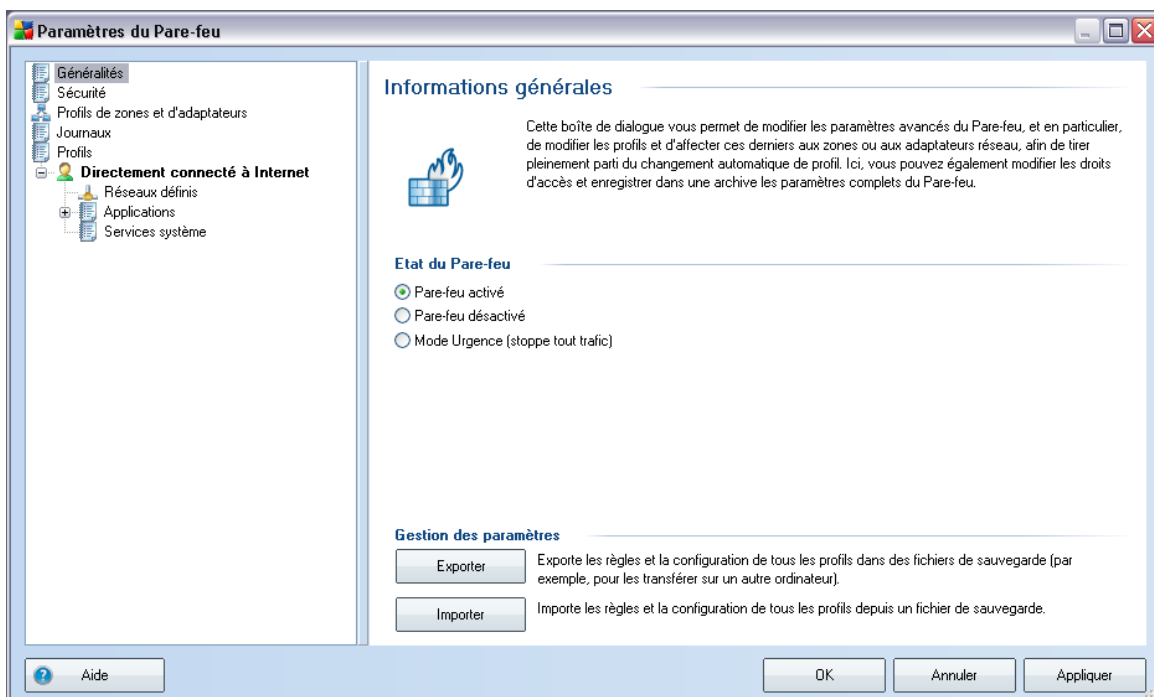 Paramètres du Pare-feu
Généralités
Sécurité
Profils de zones et d'adaptateurs
Journaux
Profils
Directement connecté à Internet
Réseaux définis
Applications
Services système
Informations générales
Cette boîte de dialogue vous permet de modifier les paramètres avancés du Pare-feu, et en particulier,
de modifier les profils et d'affecter ces derniers aux zones ou aux adaptateurs réseau, afin de tirer
pleinement parti du changement automatique de profil. Ici, vous pouvez également modifier les droits
d'accès et enregistrer dans une archive les paramètres complets du Pare-feu.
Etat du Pare-feu
Pare-feu activé
Pare-feu désactivé
Mode Urgence (stoppe tout trafic)
Gestion des paramètres
Exporter
Exporte les règles et la configuration de tous les profils dans des fichiers de sauvegarde (par
exemple, pour les transférer sur un autre ordinateur).
Importer
Importe les règles et la configuration de tous les profils depuis un fichier de sauvegarde.
Aide
OK
Annuler
Appliquer